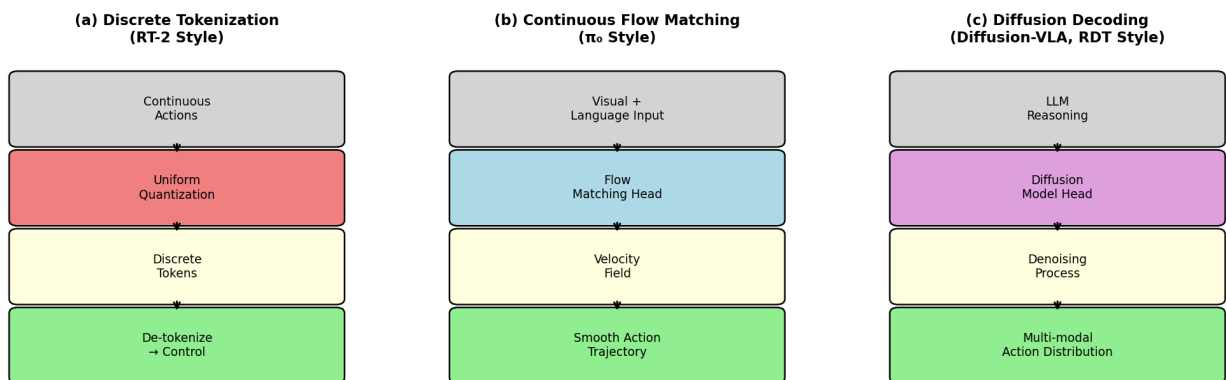 (a) Discrete Tokenization
(RT-2 Style)
Continuous
Actions
Uniform
Quantization
Discrete
Tokens
De-tokenize
→ Control
(b) Continuous Flow Matching
(π₀ Style)
Visual +
Language Input
Flow
Matching Head
Velocity
Field
Smooth Action
Trajectory
(c) Diffusion Decoding
(Diffusion-VLA, RDT Style)
LLM
Reasoning
Diffusion
Model Head
Denoising
Process
Multi-modal
Action Distribution